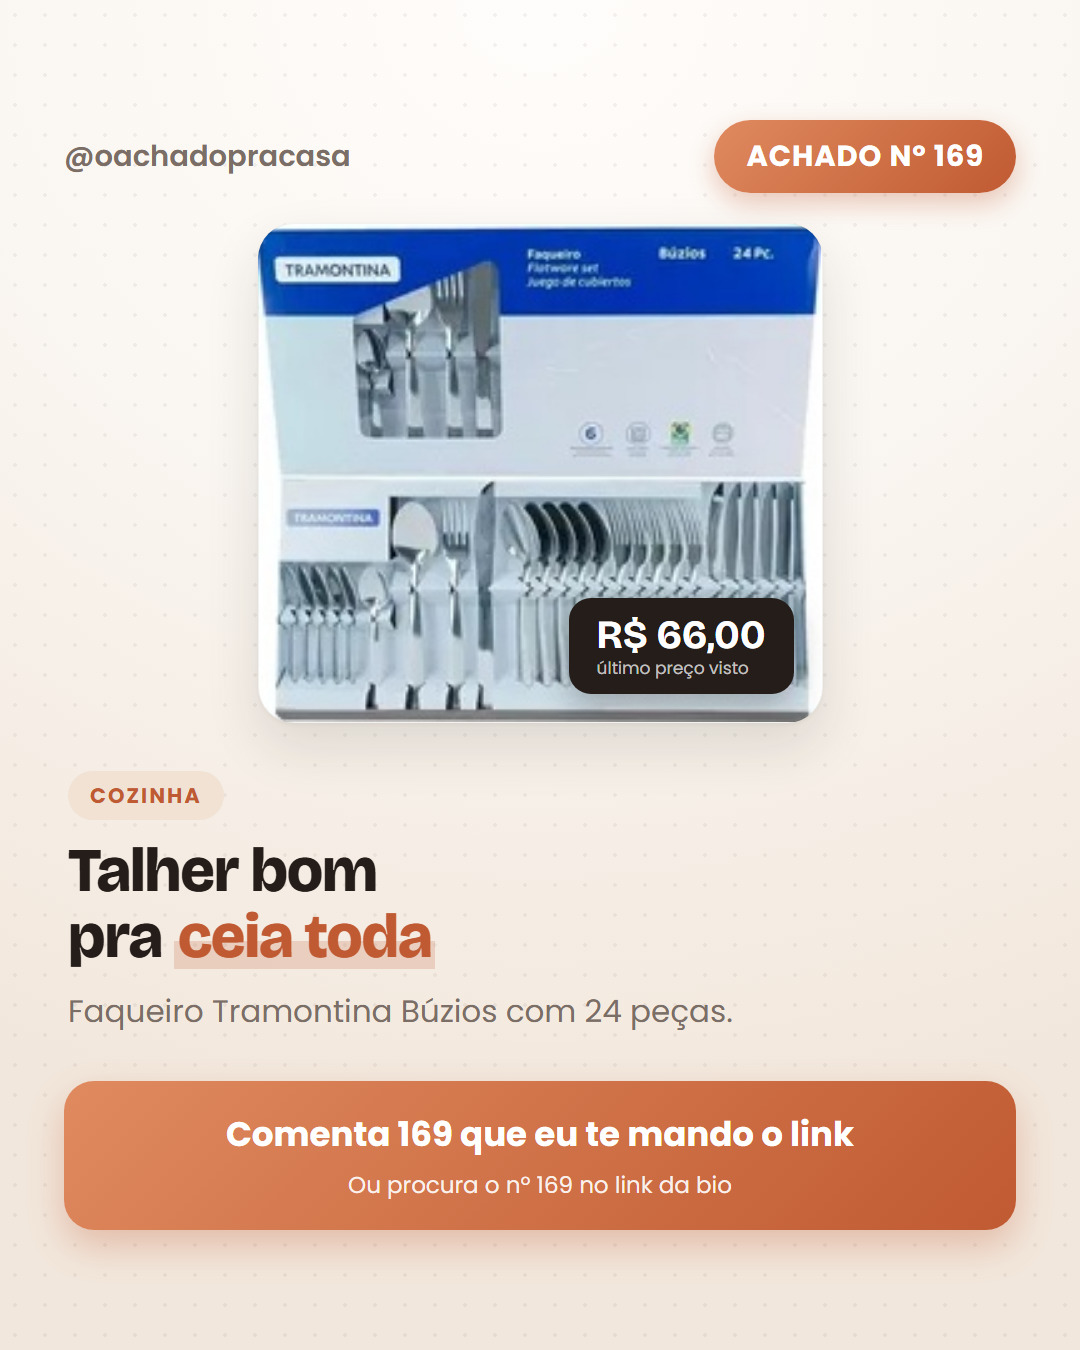 @oachadopracasa
ACHADO Nº 169
TRAMONTINA
Faqueiro
Flatware set
Juego de cubiertos
Búzios
24 Pc.
TRAMONTINA
R$ 66,00
último preço visto
COZINHA
Talher bom
pra ceia toda
Faqueiro Tramontina Búzios com 24 peças.
Comenta 169 que eu te mando o link
Ou procura o nº 169 no link da bio